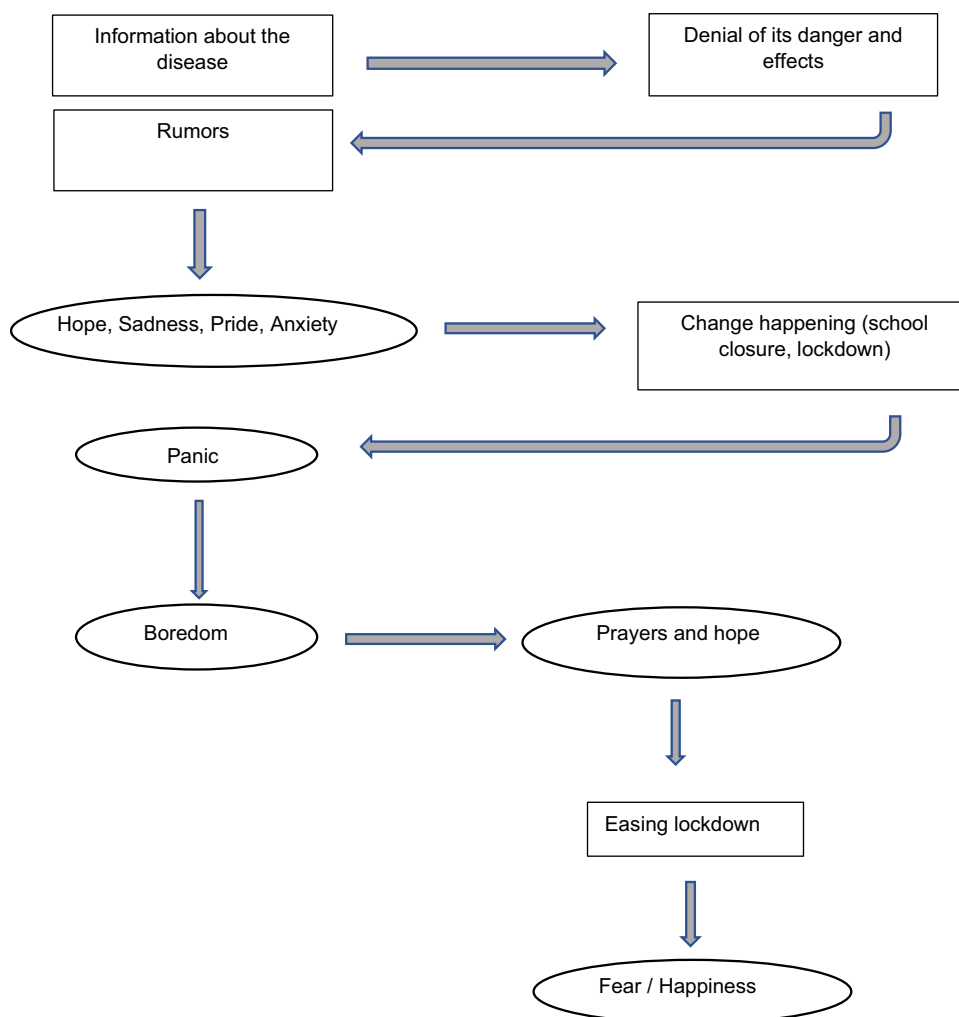 Information about the
disease
Denial of its danger and
effects
Rumors
Hope, Sadness, Pride, Anxiety
Change happening (school
closure, lockdown)
Panic
Boredom
Prayers and hope
Easing lockdown
Fear / Happiness